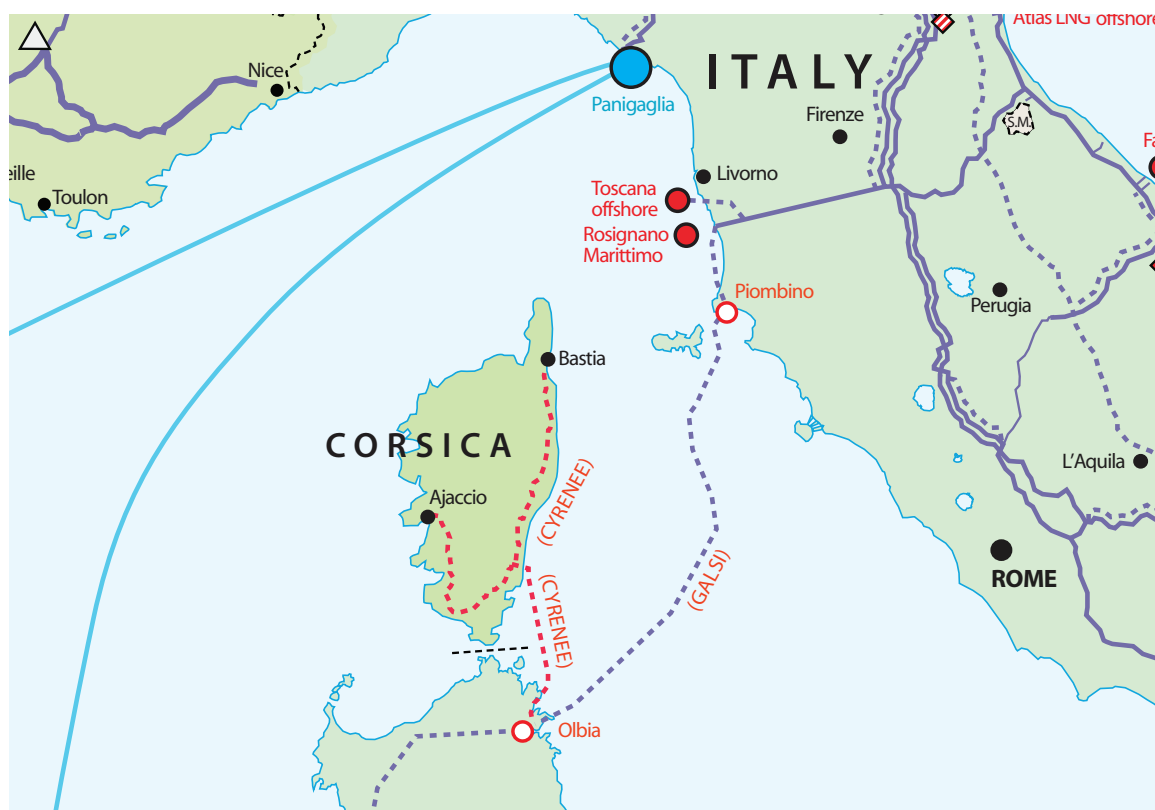 Atlas LNG offshore
ITALY
Nice
Panigaglia
Firenze
S.M.
Fa
eille
Toulon
Livorno
Toscana
offshore
Rosignano
Marittimo
Piombino
Perugia
Bastia
CORSICA
L'Aquila
Ajaccio
(CYRENEE)
ROME
(GALSI)
(CYRENEE)
Olbia